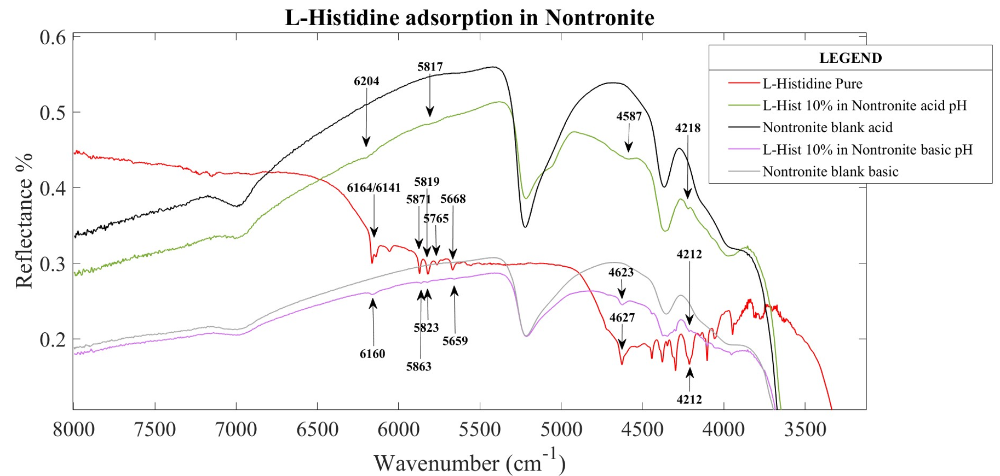 L-Histidine adsorption in Nontronite
0.6
0.5
0.4
0.3
0.2
Reflectance %
LEGEND
L-Histidine Pure
L-Hist 10% in Nontronite acid pH
Nontronite blank acid
L-Hist 10% in Nontronite basic pH
Nontronite blank basic
5817
6204
4587
4218
5819
6164/6141
5871
5668
5765
4212
4623
4627
5823
5659
6160
5863
4212
8000 7500 7000 6500 6000 5500 5000 4500 4000 3500
Wavenumber (cm⁻¹)